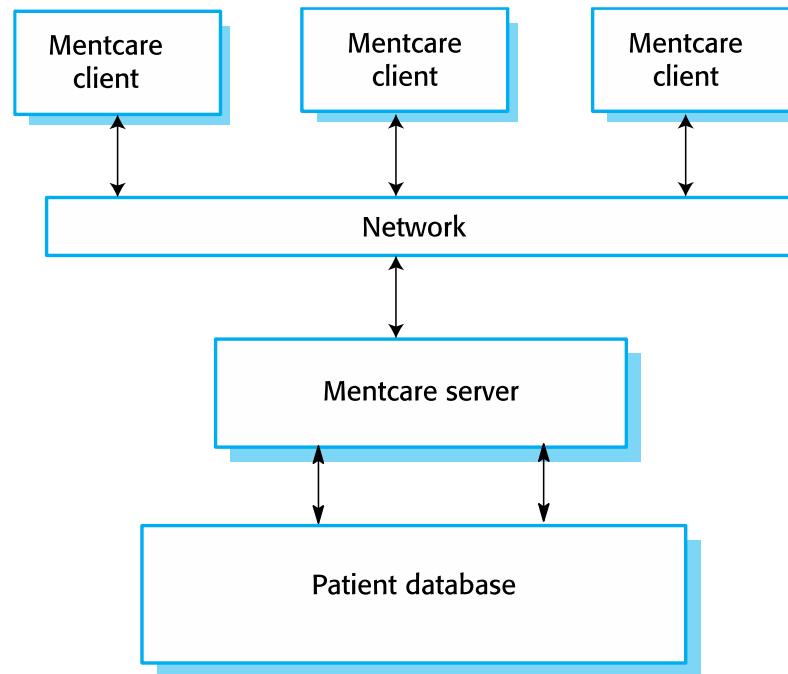 Mentcare
client
Mentcare
client
Mentcare
client
Network
Mentcare server
Patient database